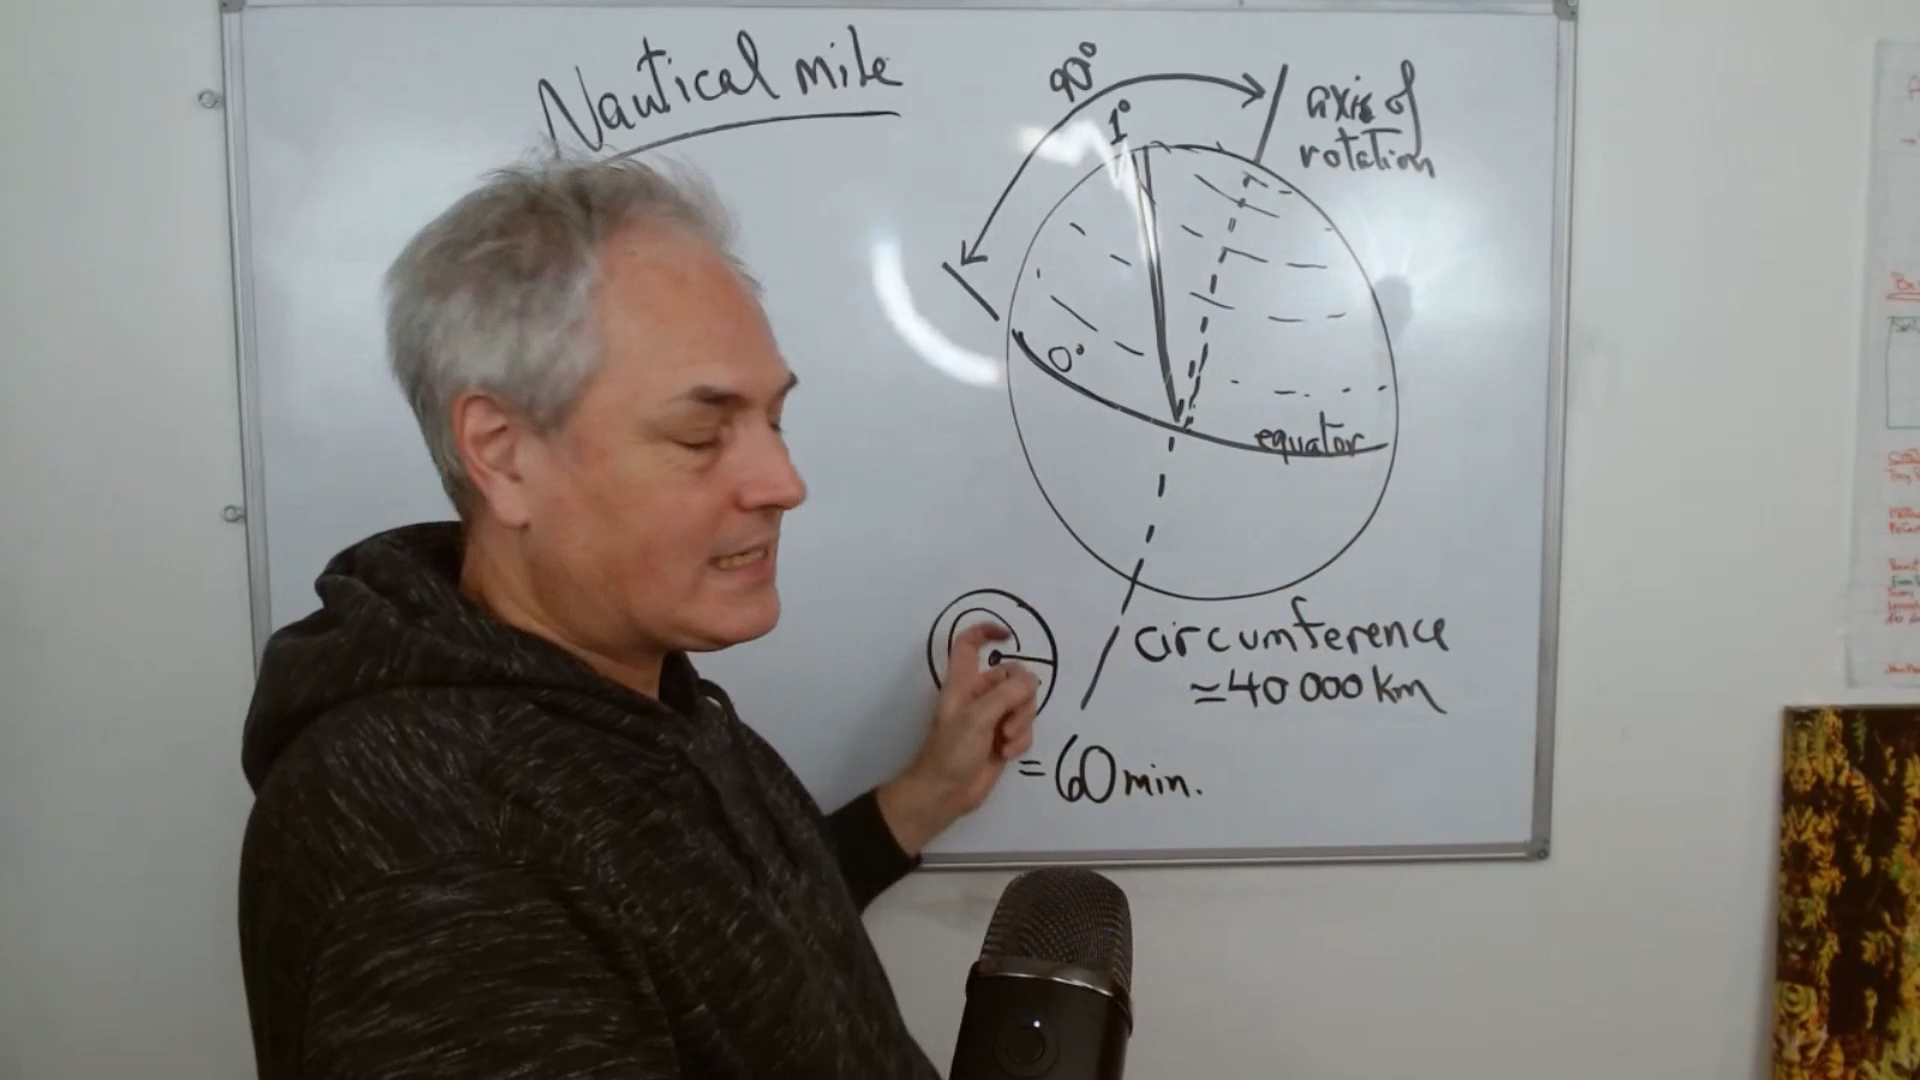 Nautical mile
90°
1°
axis of
rotation
0°
equator
circumference
≃40 000 km
=60 min.